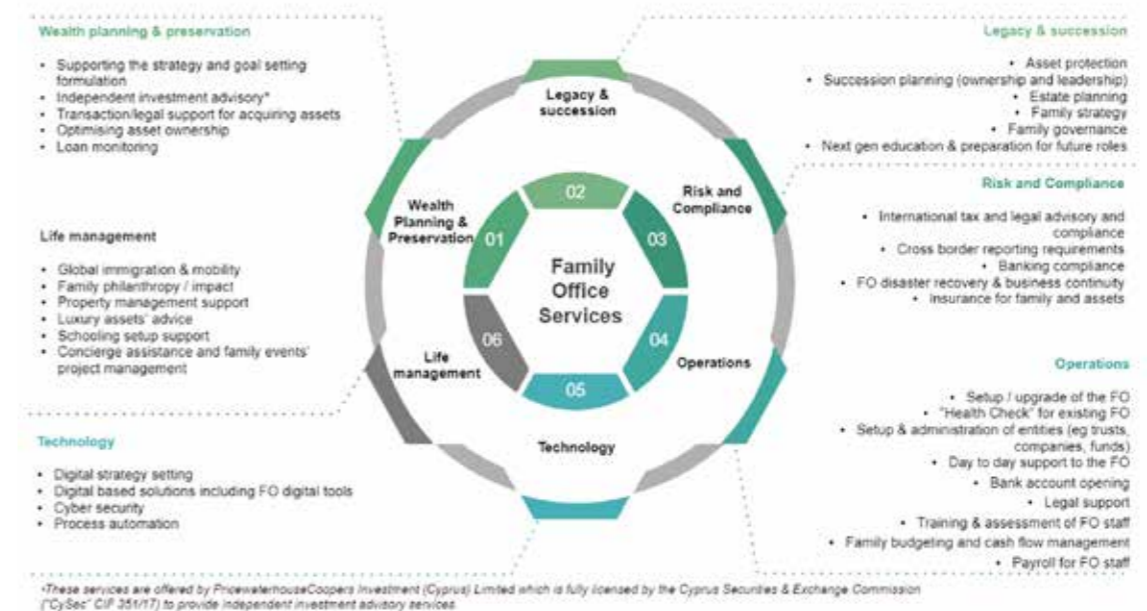 Wealth planning & preservation
• Supporting the strategy and goal setting
formulation
• Independent investment advisory*
• Transaction/legal support for acquiring assets
• Optimising asset ownership
• Loan monitoring
Life management
• Global immigration & mobility
• Family philanthropy / impact
• Property management support
• Luxury assets' advice
• Schooling setup support
• Concierge assistance and family events'
project management
Technology
• Digital strategy setting
• Digital based solutions including FO digital tools
• Cyber security
• Process automation
Legacy &
succession
02
Wealth
Planning &
Preservation
01
Risk and
Compliance
03
Family
Office
Services
06
04
Life
management
Operations
05
Technology
Legacy & succession
• Asset protection
• Succession planning (ownership and leadership)
• Estate planning
• Family strategy
• Family governance
• Next gen education & preparation for future roles
Risk and Compliance
• International tax and legal advisory and
compliance
• Cross border reporting requirements
• Banking compliance
• FO disaster recovery & business continuity
• Insurance for family and assets
Operations
• Setup / upgrade of the FO
• "Health Check" for existing FO
• Setup & administration of entities (eg trusts,
companies, funds)
• Day to day support to the FO
• Bank account opening
• Legal support
• Training & assessment of FO staff
• Family budgeting and cash flow management
• Payroll for FO staff
*These services are offered by PricewaterhouseCoopers Investment (Cyprus) Limited which is fully licensed by the Cyprus Securities & Exchange Commission
("CySec" CIF 351/17) to provide independent investment advisory services.